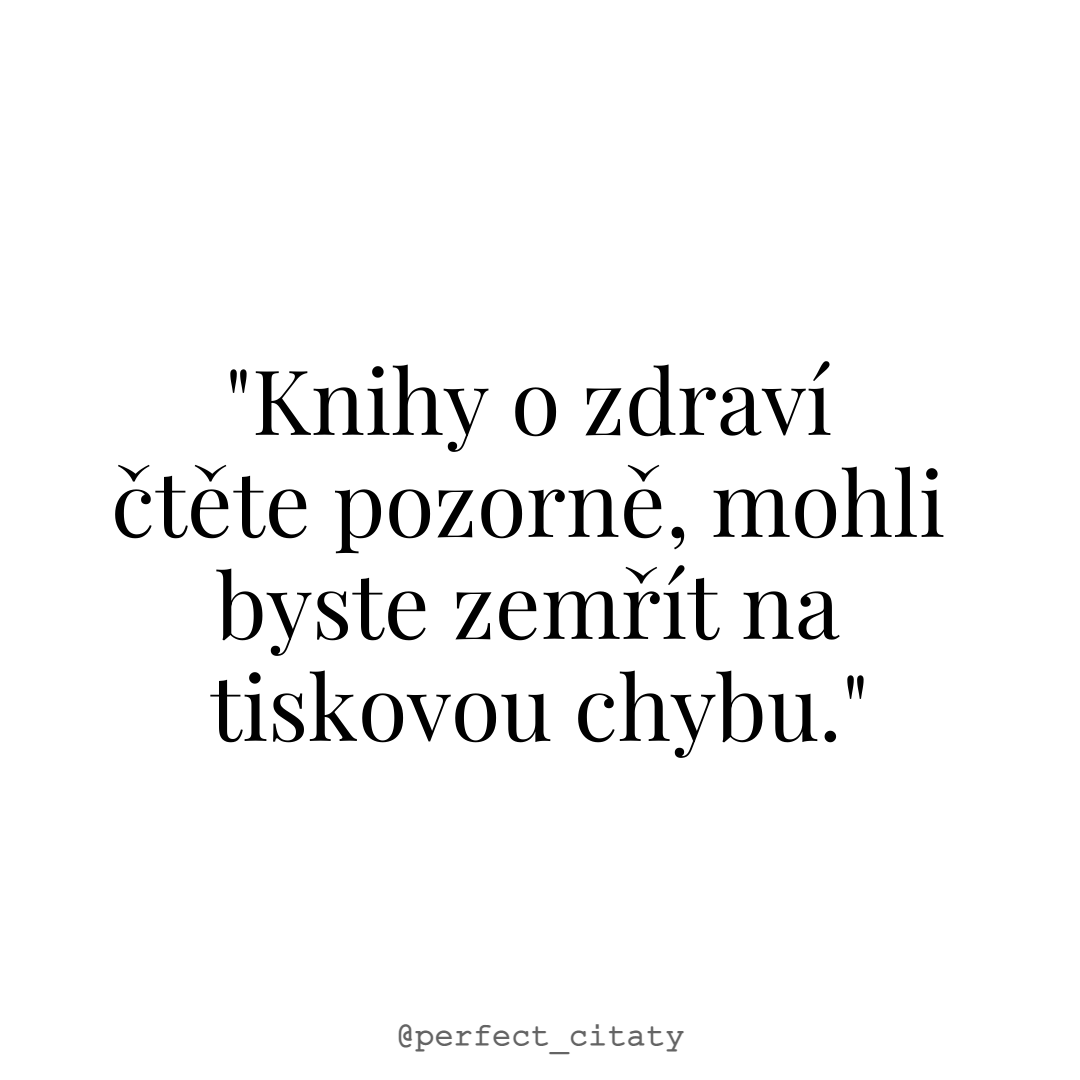 "Knihy o zdraví
čtěte pozorně, mohli
byste zemřít na
tiskovou chybu."
@perfect_citaty